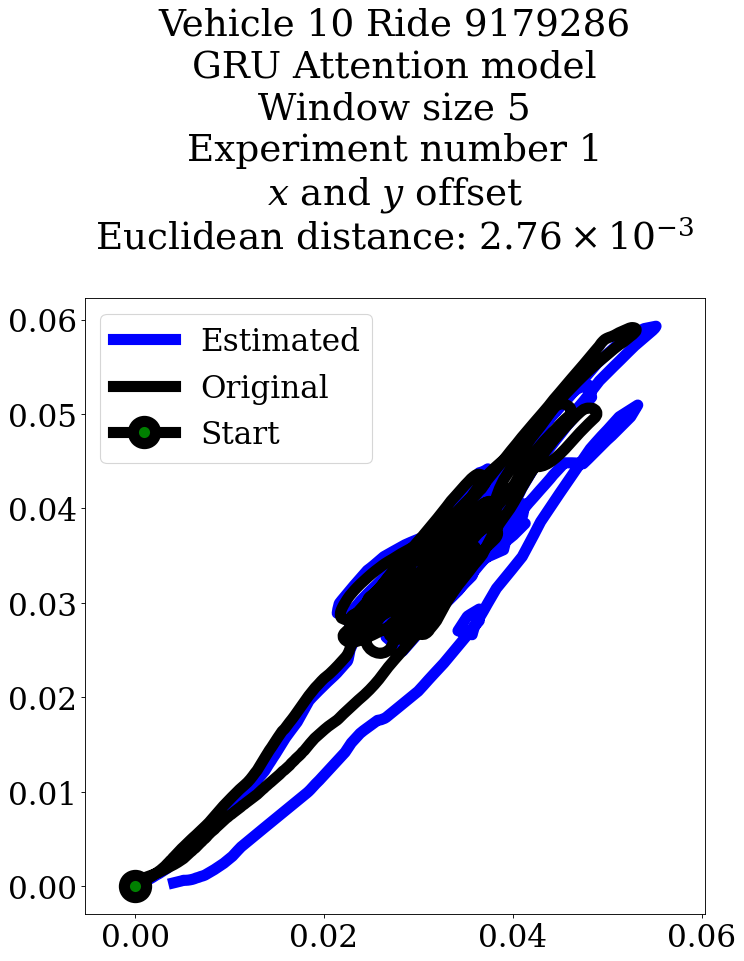 Vehicle 10 Ride 9179286
GRU Attention model
Window size 5
Experiment number 1
x and y offset
Euclidean distance: 2.76 × 10⁻³
Estimated
Original
Start
0.06
0.05
0.04
0.03
0.02
0.01
0.00
0.00 0.02 0.04 0.06